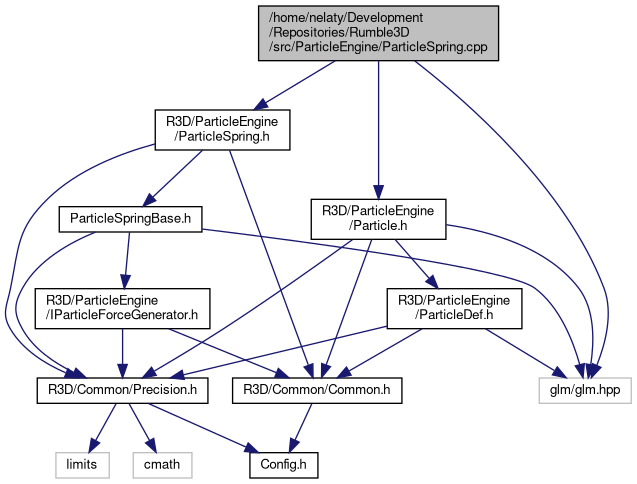 /home/nelaty/Development
/Repositories/Rumble3D
/src/ParticleEngine/ParticleSpring.cpp
R3D/ParticleEngine
/ParticleSpring.h
ParticleSpringBase.h
R3D/ParticleEngine
/Particle.h
R3D/ParticleEngine
/IParticleForceGenerator.h
R3D/ParticleEngine
/ParticleDef.h
R3D/Common/Precision.h
R3D/Common/Common.h
glm/glm.hpp
limits
cmath
Config.h